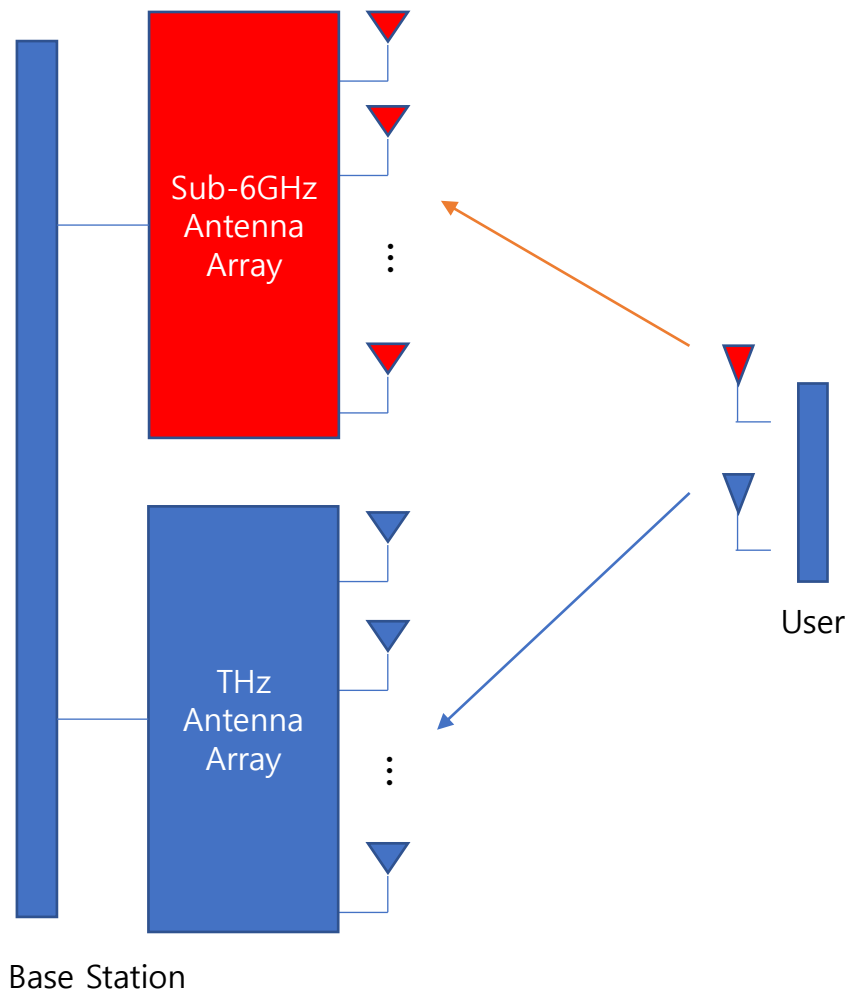 Sub-6GHz
Antenna
Array
THz
Antenna
Array
User
Base Station